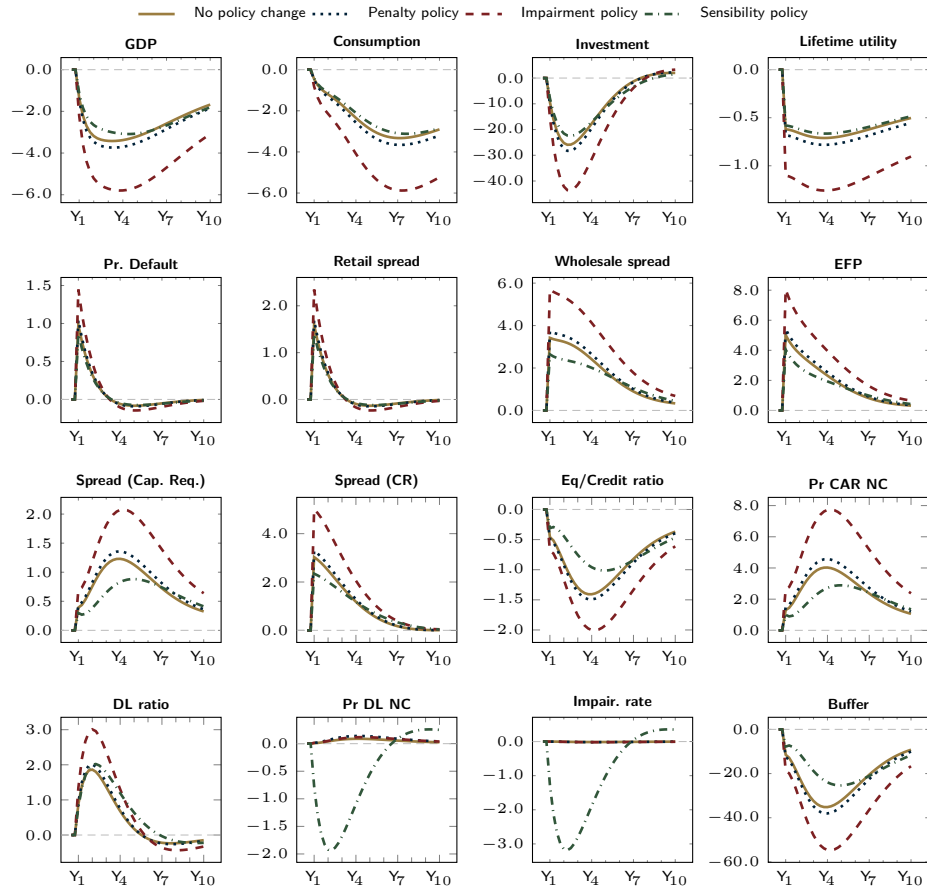 No policy change Penalty policy Impairment policy Sensibility policy
GDP Consumption Investment Lifetime utility
0.0 −2.0 −4.0 −6.0
Y1 Y4 Y7 Y10
0.0 −2.0 −4.0 −6.0
Y1 Y4 Y7 Y10
0.0 −10.0 −20.0 −30.0 −40.0
Y1 Y4 Y7 Y10
0.0 −0.5 −1.0
Y1 Y4 Y7 Y10
Pr. Default Retail spread Wholesale spread EFP
1.5 1.0 0.5 0.0
Y1 Y4 Y7 Y10
2.0 1.0 0.0
Y1 Y4 Y7 Y10
6.0 4.0 2.0 0.0
Y1 Y4 Y7 Y10
8.0 6.0 4.0 2.0 0.0
Y1 Y4 Y7 Y10
Spread (Cap. Req.) Spread (CR) Eq/Credit ratio Pr CAR NC
2.0 1.5 1.0 0.5 0.0
Y1 Y4 Y7 Y10
4.0 2.0 0.0
Y1 Y4 Y7 Y10
0.0 −0.5 −1.0 −1.5 −2.0
Y1 Y4 Y7 Y10
8.0 6.0 4.0 2.0 0.0
Y1 Y4 Y7 Y10
DL ratio Pr DL NC Impair. rate Buffer
3.0 2.0 1.0 0.0
Y1 Y4 Y7 Y10
0.0 −0.5 −1.0 −1.5 −2.0
Y1 Y4 Y7 Y10
0.0 −1.0 −2.0 −3.0
Y1 Y4 Y7 Y10
0.0 −20.0 −40.0 −60.0
Y1 Y4 Y7 Y10